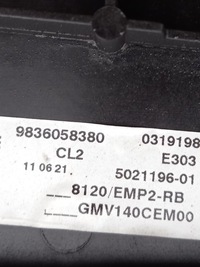 9836058380 0319198
CL2 E303
11 06 21 5021196-01
8120/EMP2-RB
GMV140CEM00